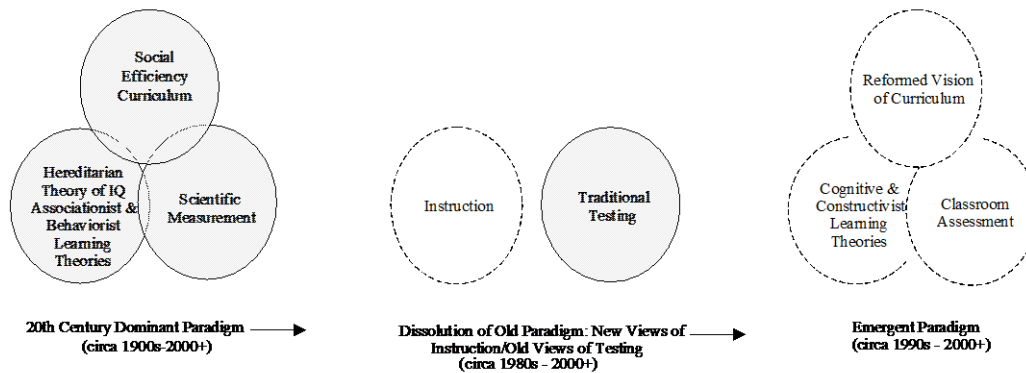 Social
Efficiency
Curriculum
Hereditarian
Theory of IQ
Associationist &
Behaviorist
Learning
Theories
Scientific
Measurement
20th Century Dominant Paradigm
(circa 1900s-2000+)
Instruction
Traditional
Testing
Dissolution of Old Paradigm: New Views of
Instruction/Old Views of Testing
(circa 1980s - 2000+)
Reformed Vision
of Curriculum
Cognitive &
Constructivist
Learning
Theories
Classroom
Assessment
Emergent Paradigm
(circa 1990s - 2000+)